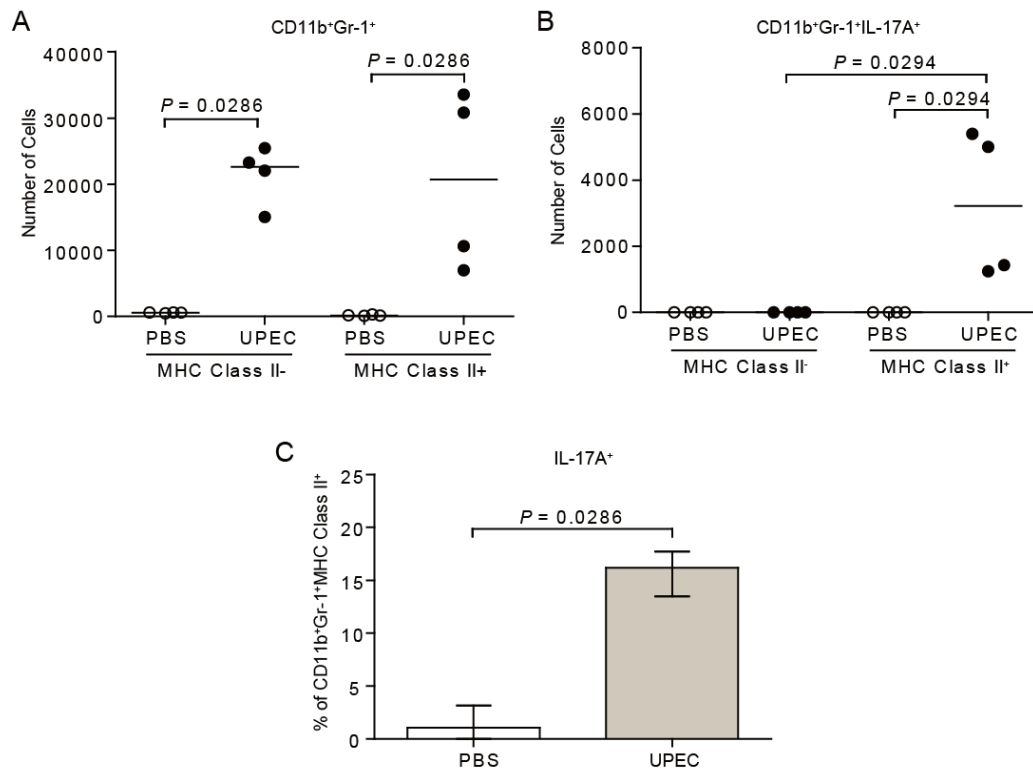 A
CD11b⁺Gr-1⁺
40000
30000
20000
10000
0
Number of Cells
P = 0.0286
P = 0.0286
PBS
UPEC
PBS
UPEC
MHC Class II-
MHC Class II+
B
CD11b⁺Gr-1⁺IL-17A⁺
8000
6000
4000
2000
0
Number of Cells
P = 0.0294
P = 0.0294
PBS
UPEC
PBS
UPEC
MHC Class II⁻
MHC Class II⁺
C
IL-17A⁺
25
20
15
10
5
0
% of CD11b⁺Gr-1⁺MHC Class II⁺
P = 0.0286
PBS
UPEC